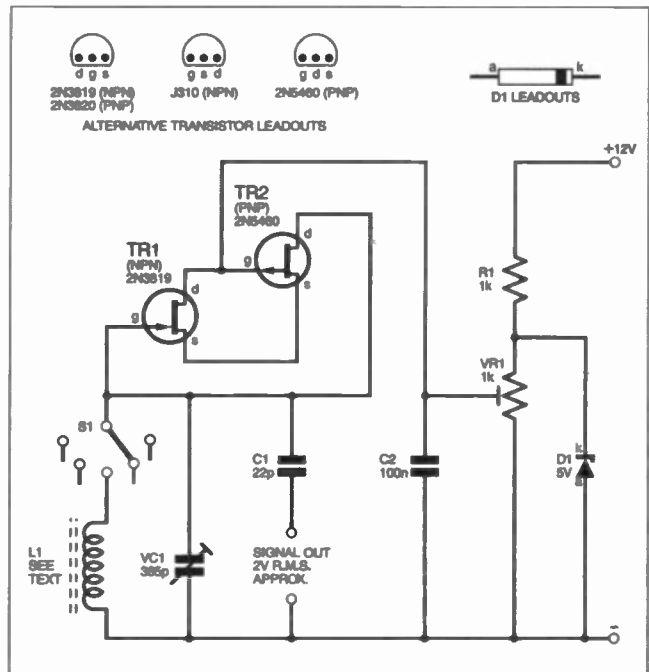 d g s
2N3819 (NPN)
2N3820 (PNP)
g s d
J310 (NPN)
g d s
2N5460 (PNP)
ALTERNATIVE TRANSISTOR LEADOUTS
a
k
D1 LEADOUTS
+12V
TR2
(PNP)
2N5460
d
g
s
TR1
(NPN)
2N3819
d
g
s
R1
1k
VR1
1k
S1
C1
22p
C2
100n
k
D1
5V
a
L1
SEE
TEXT
VC1
365p
SIGNAL OUT
2V R.M.S.
APPROX.
-